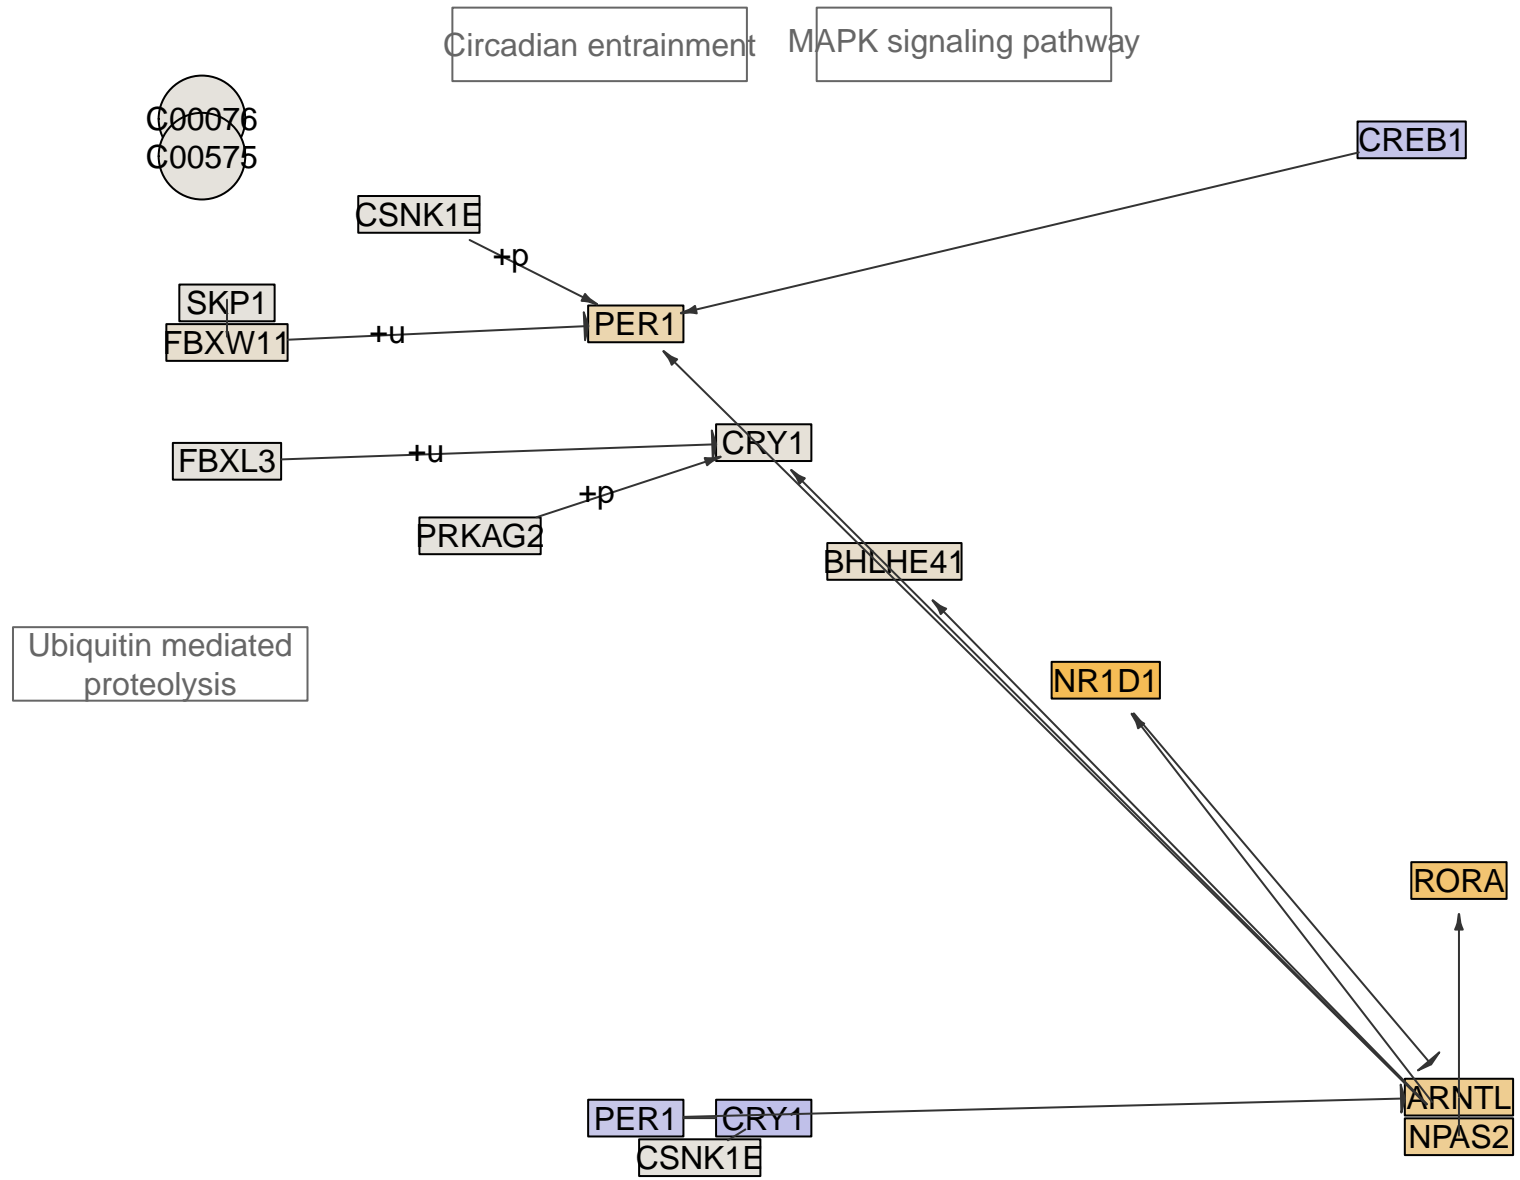 Circadian entrainment
MAPK signaling pathway
C00076
C00575
CREB1
CSNK1E
+p
SKP1
PER1
FBXW11
+u
CRY1
FBXL3
+u
+p
PRKAG2
BHLHE41
Ubiquitin mediated
proteolysis
NR1D1
RORA
ARNTL
PER1
CRY1
NPAS2
CSNK1E